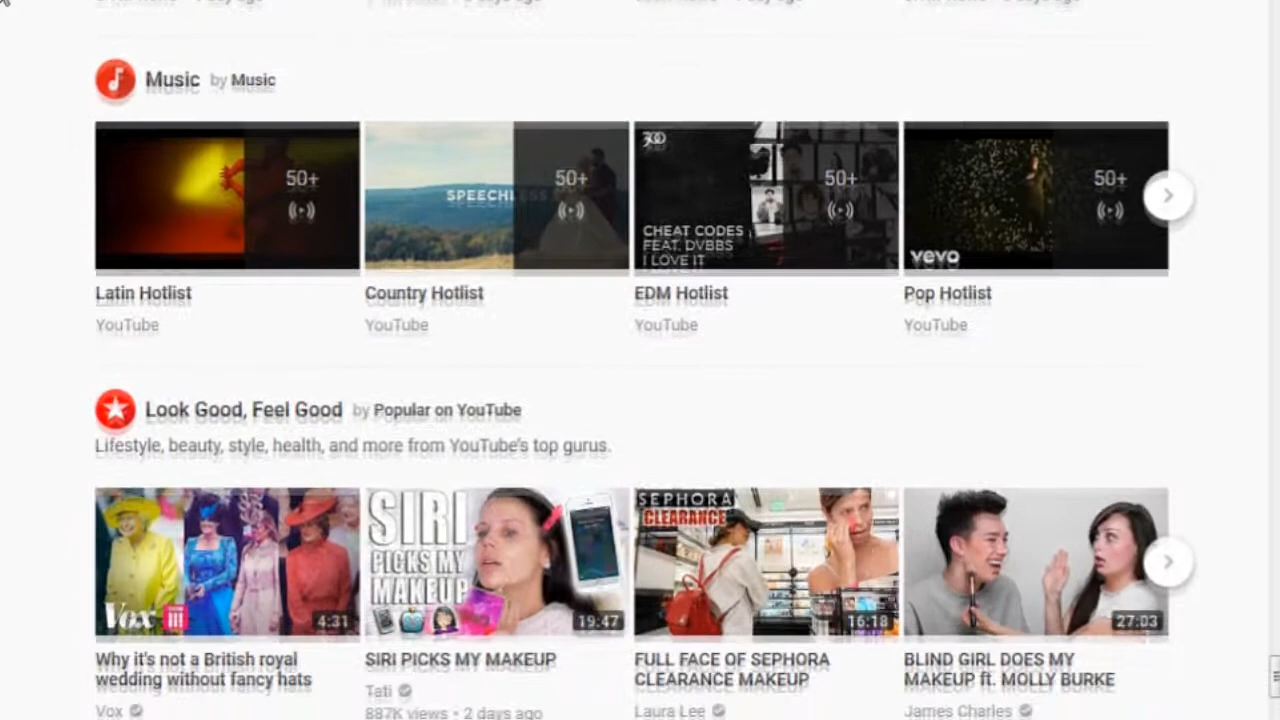 Music by Music
50+
50+
50+
50+
SPEECHLESS
300
CHEAT CODES
FEAT. DVBBS
I LOVE IT
vevo
Latin Hotlist
Country Hotlist
EDM Hotlist
Pop Hotlist
YouTube
YouTube
YouTube
YouTube
Look Good, Feel Good by Popular on YouTube
Lifestyle, beauty, style, health, and more from YouTube's top gurus.
Vox
4:31
SIRI
PICKS MY
MAKEUP
19:47
SEPHORA
CLEARANCE
16:18
27:03
Why it's not a British royal
wedding without fancy hats
Vox
SIRI PICKS MY MAKEUP
Tati
887K views • 2 days ago
FULL FACE OF SEPHORA
CLEARANCE MAKEUP
Laura Lee
BLIND GIRL DOES MY
MAKEUP ft. MOLLY BURKE
James Charles